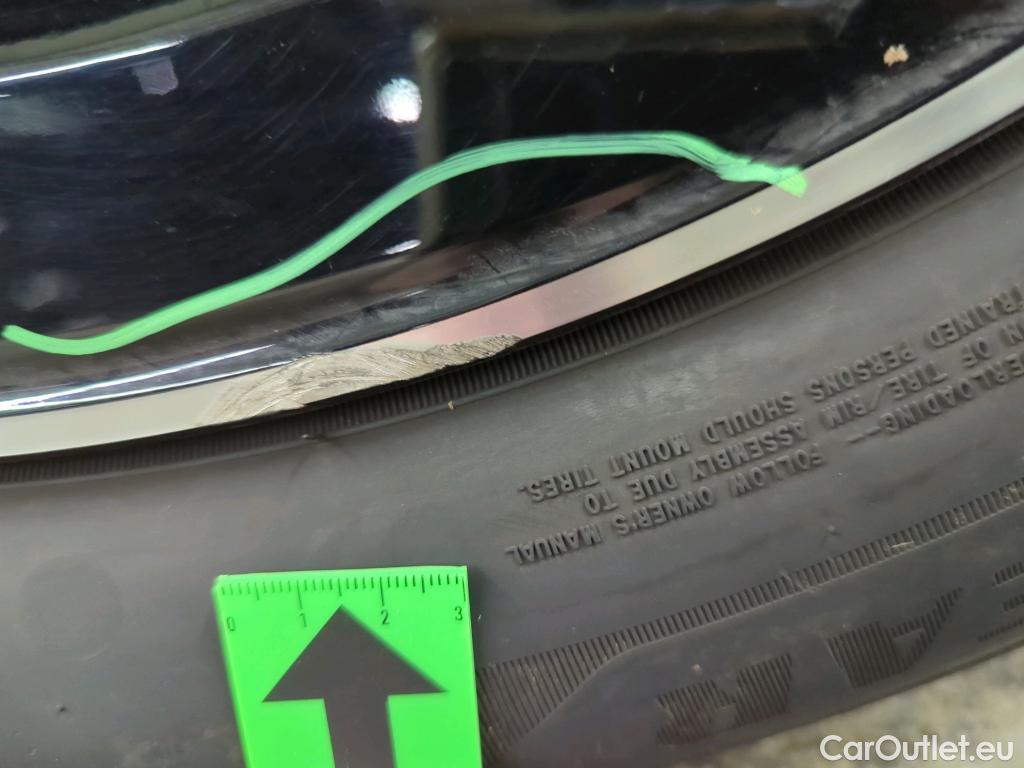 ERLOADING--
N OF TIRE/RIM ASSEMBLY DUE TO
TRAINED PERSONS SHOULD MOUNT TIRES.
FOLLOW OWNER'S MANUAL
0 1 2 3
CarOutlet.eu